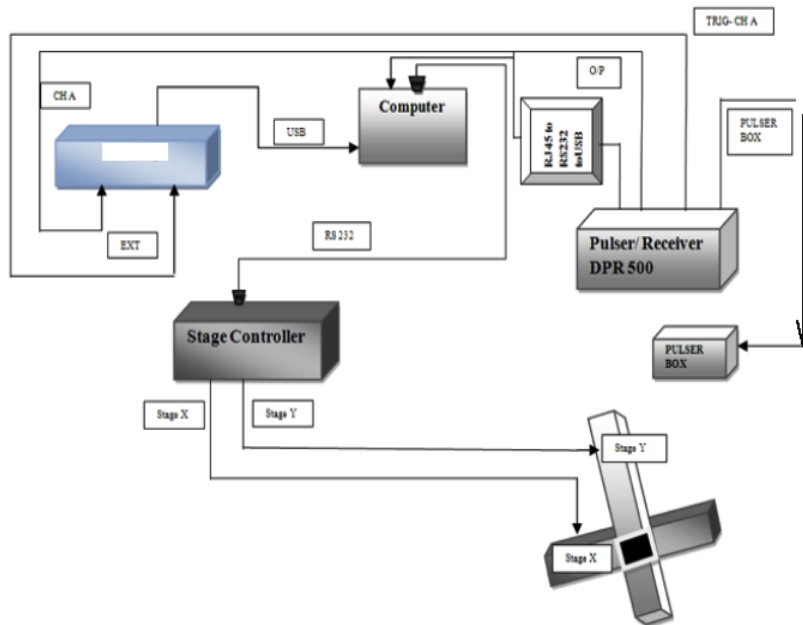 TRIG- CH A
O/P
CH A
Computer
USB
RJ45 to
RS232
toUSB
PULSER
BOX
RS 232
EXT
Pulser/ Receiver
DPR 500
Stage Controller
PULSER
BOX
Stage X
Stage Y
Stage Y
Stage X